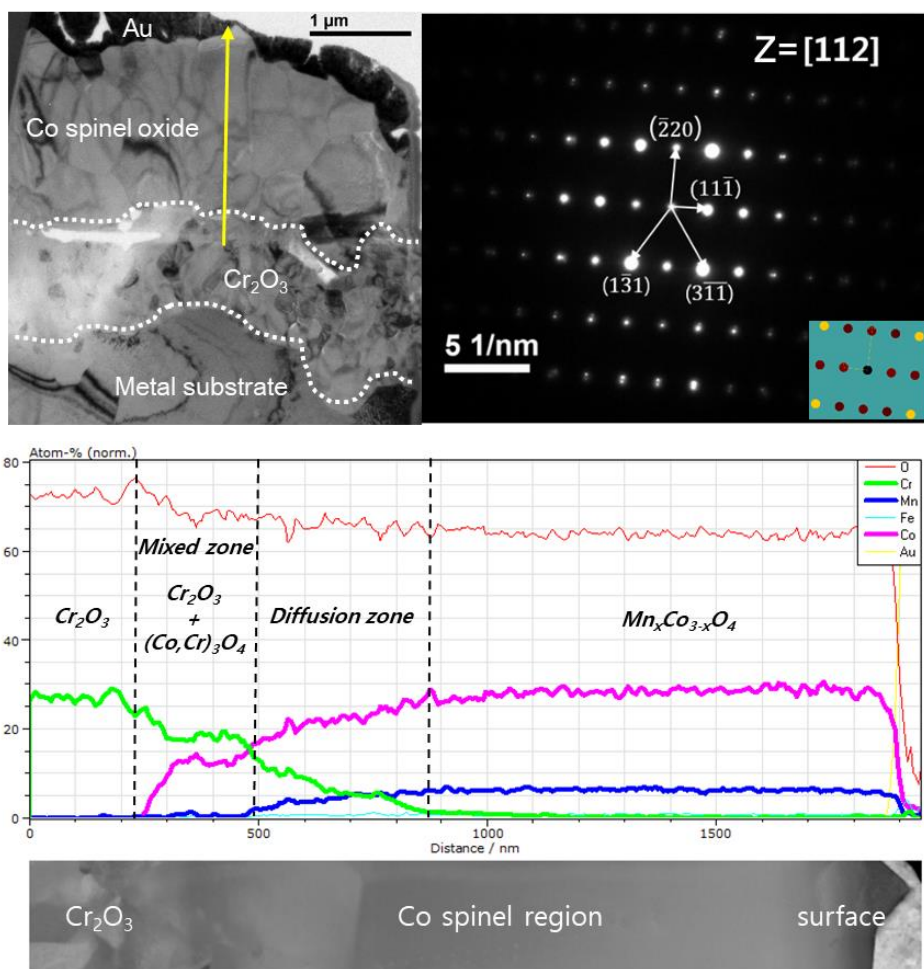 Au
1 μm
Co spinel oxide
Cr₂O₃
Metal substrate
Z=[112]
(2̅20)
(111̅)
(13̅1)
(31̅1̅)
5 1/nm
Atom-% (norm.)
80
60
40
20
0
0
500
1000
1500
Distance / nm
Cr₂O₃
Mixed zone
Cr₂O₃
+
(Co,Cr)₃O₄
Diffusion zone
MnₓCo₃₋ₓO₄
O
Cr
Mn
Fe
Co
Au
Cr₂O₃
Co spinel region
surface